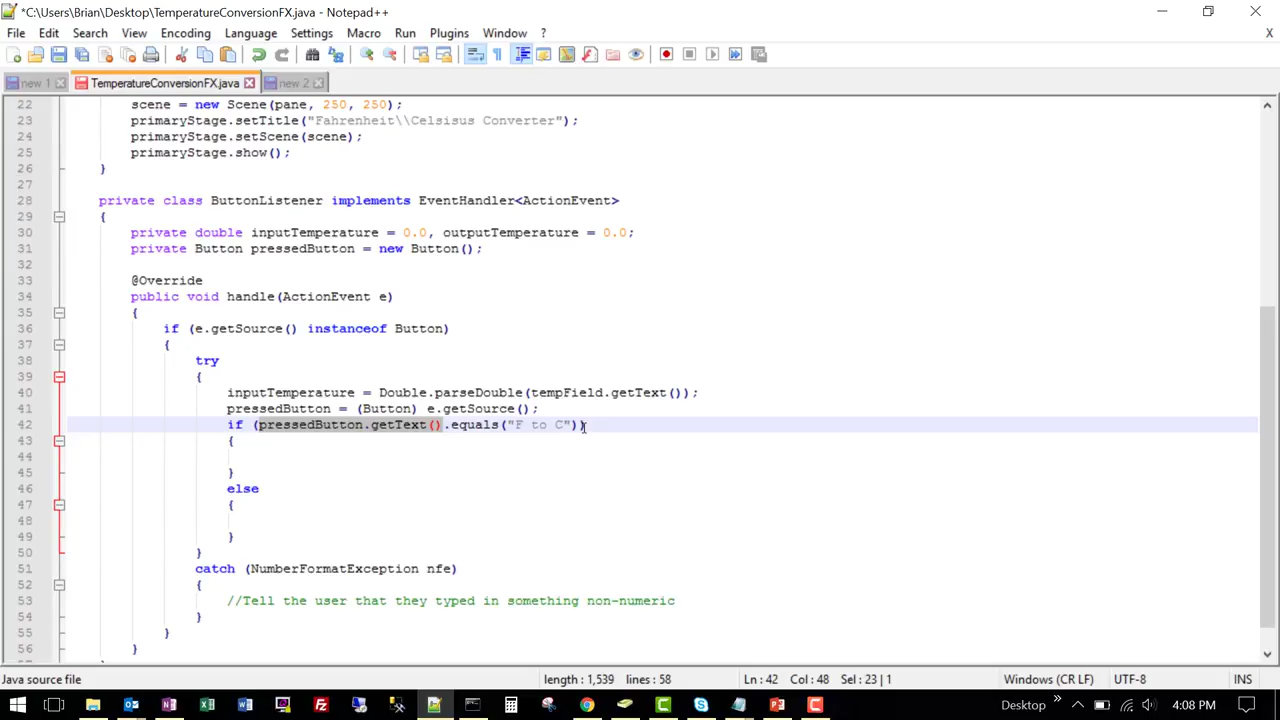 *C:\Users\Brian\Desktop\TemperatureConversionFX.java - Notepad++
File Edit Search View Encoding Language Settings Macro Run Plugins Window ? X
new 1 TemperatureConversionFX.java new 2
22 scene = new Scene(pane, 250, 250);
23 primaryStage.setTitle("Fahrenheit\\Celsisus Converter");
24 primaryStage.setScene(scene);
25 primaryStage.show();
26 }
27
28 private class ButtonListener implements EventHandler<ActionEvent>
29 {
30 private double inputTemperature = 0.0, outputTemperature = 0.0;
31 private Button pressedButton = new Button();
32
33 @Override
34 public void handle(ActionEvent e)
35 {
36 if (e.getSource() instanceof Button)
37 {
38 try
39 {
40 inputTemperature = Double.parseDouble(tempField.getText());
41 pressedButton = (Button) e.getSource();
42 if (pressedButton.getText().equals("F to C"))
43 {
44
45 }
46 else
47 {
48
49 }
50 }
51 catch (NumberFormatException nfe)
52 {
53 //Tell the user that they typed in something non-numeric
54 }
55 }
56 }
Java source file length : 1,539 lines : 58 Ln : 42 Col : 48 Sel : 23 | 1 Windows (CR LF) UTF-8 INS
Desktop 4:08 PM